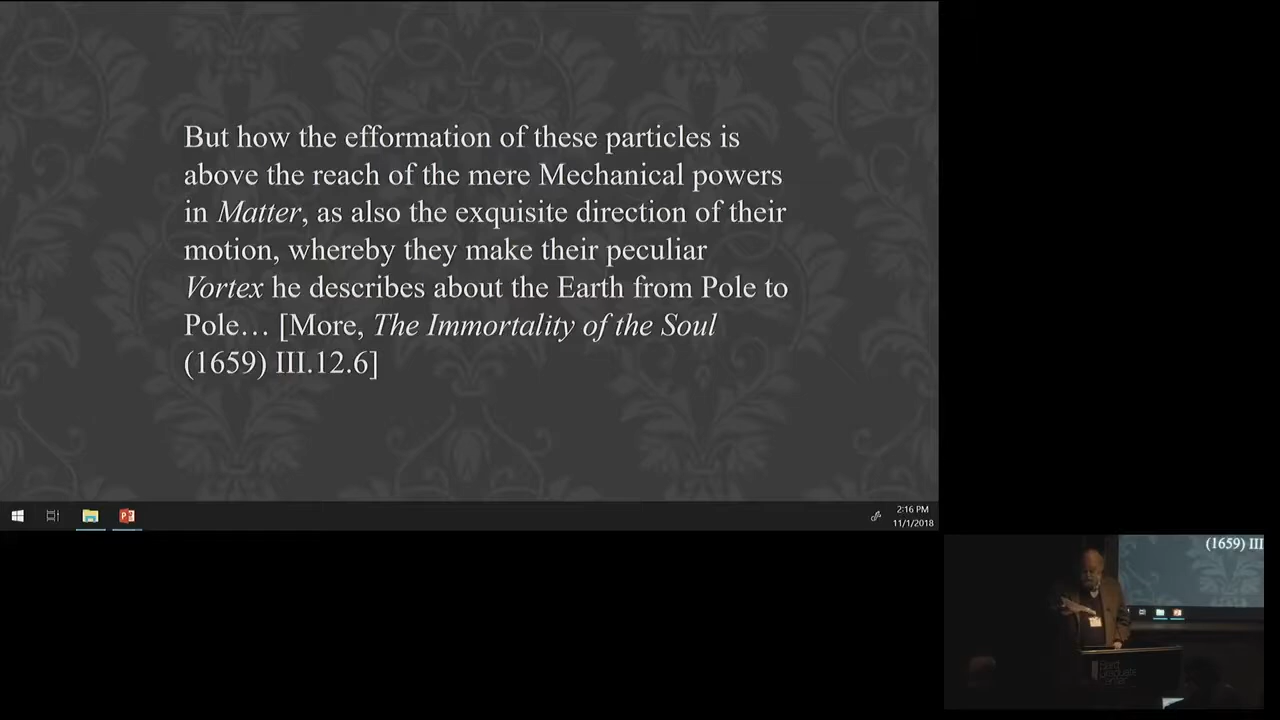 But how the efformation of these particles is
above the reach of the mere Mechanical powers
in Matter, as also the exquisite direction of their
motion, whereby they make their peculiar
Vortex he describes about the Earth from Pole to
Pole… [More, The Immortality of the Soul
(1659) III.12.6]
2:16 PM
11/1/2018
(1659) III
Bard
Graduate
Center